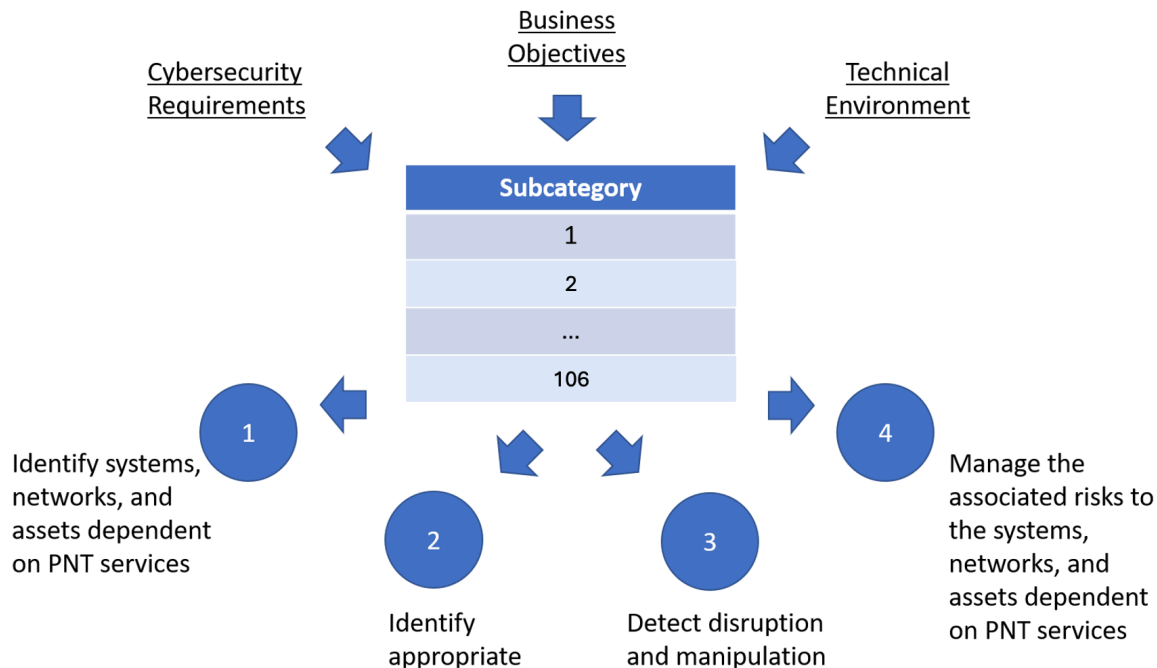 Business
Objectives
Cybersecurity
Requirements
Technical
Environment
Subcategory
1
2
...
106
1
Identify systems,
networks, and
assets dependent
on PNT services
2
Identify
appropriate
3
Detect disruption
and manipulation
4
Manage the
associated risks to
the systems,
networks, and
assets dependent
on PNT services